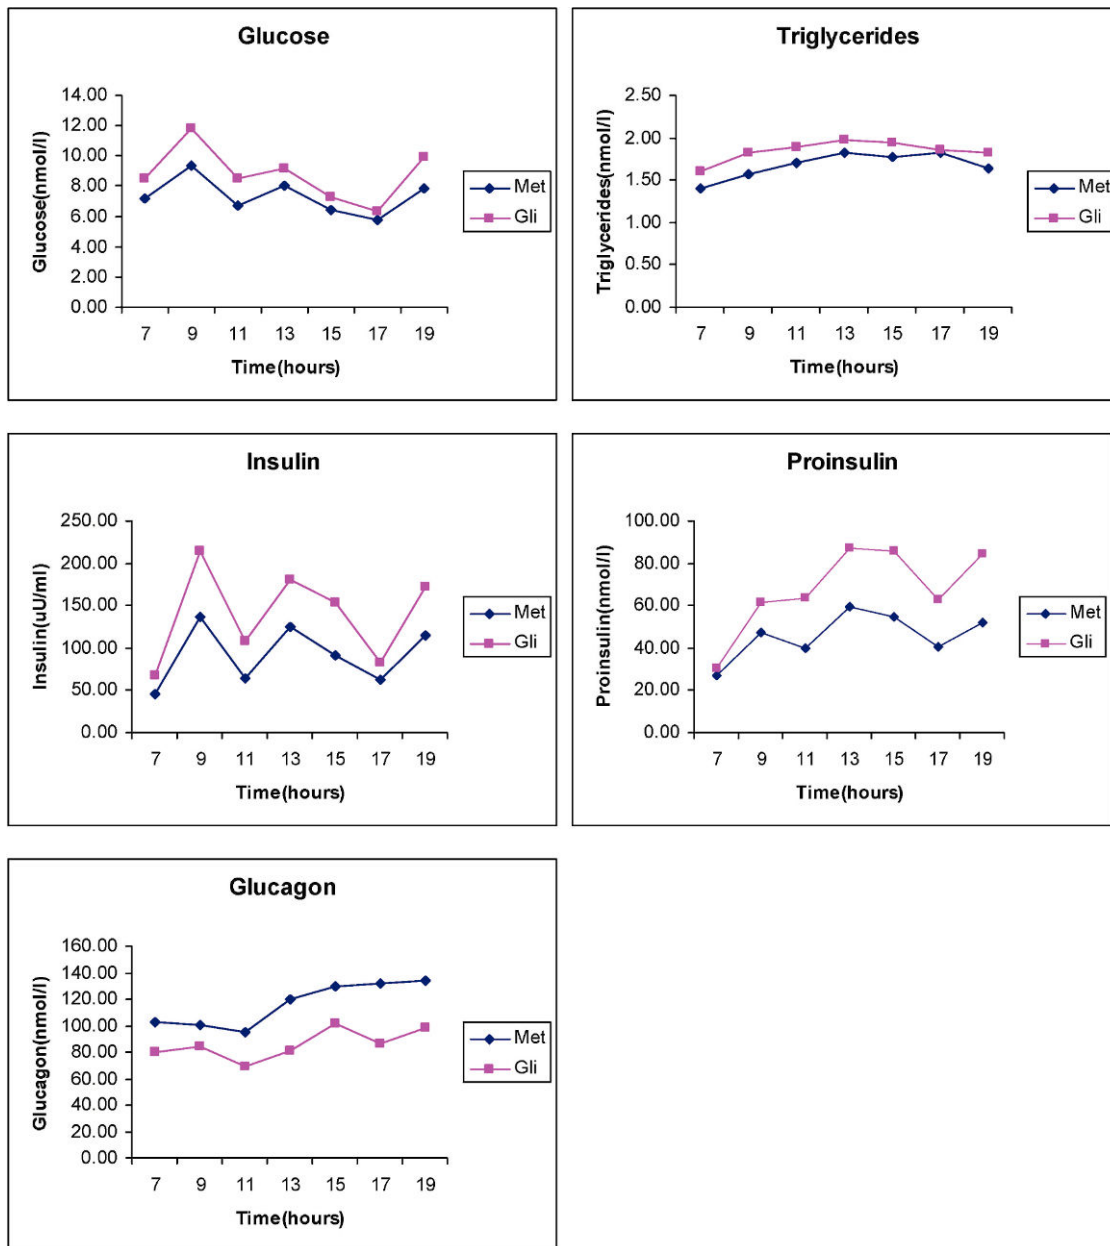 Glucose
Glucose(nmol/l)
14.00
12.00
10.00
8.00
6.00
4.00
2.00
0.00
7 9 11 13 15 17 19
Time(hours)
Met
Gli
Triglycerides
Triglycerides(nmol/l)
2.50
2.00
1.50
1.00
0.50
0.00
7 9 11 13 15 17 19
Time(hours)
Met
Gli
Insulin
Insulin(uU/ml)
250.00
200.00
150.00
100.00
50.00
0.00
7 9 11 13 15 17 19
Time(hours)
Met
Gli
Proinsulin
Proinsulin(nmol/l)
100.00
80.00
60.00
40.00
20.00
0.00
7 9 11 13 15 17 19
Time(hours)
Met
Gli
Glucagon
Glucagon(nmol/l)
160.00
140.00
120.00
100.00
80.00
60.00
40.00
20.00
0.00
7 9 11 13 15 17 19
Time(hours)
Met
Gli